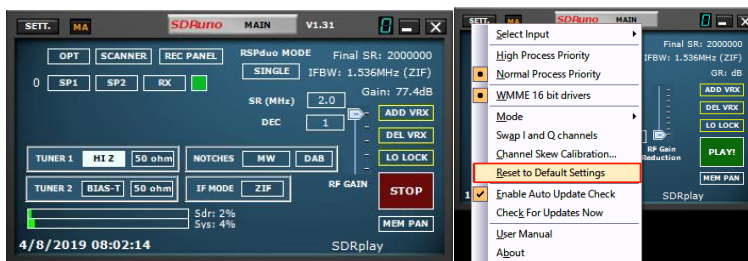 SETT. MA SDRuno MAIN V1.31
OPT SCANNER REC PANEL RSPduo MODE Final SR: 2000000
SINGLE IFBW: 1.536MHz (ZIF)
0 SP1 SP2 RX
Gain: 77.4dB
SR (MHz) 2.0
ADD VRX
DEC 1
DEL VRX
TUNER 1 HI Z 50 ohm NOTCHES MW DAB LO LOCK
TUNER 2 BIAS-T 50 ohm IF MODE ZIF RF GAIN STOP
Sdr: 2%
Sys: 4%
MEM PAN
4/8/2019 08:02:14 SDRplay
SETT. MA SDRuno MAIN
Select Input
High Process Priority
Normal Process Priority
WMME 16 bit drivers
Mode
Swap I and Q channels
Channel Skew Calibration...
Reset to Default Settings
Enable Auto Update Check
Check For Updates Now
User Manual
About
Final SR: 2000000
IFBW: 1.536MHz (ZIF)
GR: dB
ADD VRX
DEL VRX
LO LOCK
RF Gain
Reduction
PLAY!
MEM PAN
1
SDRplay